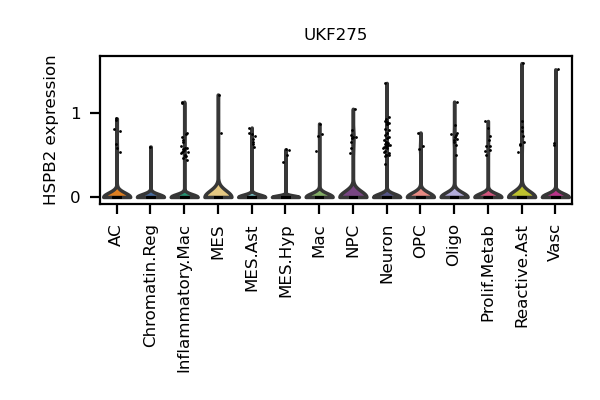 UKF275
HSPB2 expression
1
0
AC
Chromatin.Reg
Inflammatory.Mac
MES
MES.Ast
MES.Hyp
Mac
NPC
Neuron
OPC
Oligo
Prolif.Metab
Reactive.Ast
Vasc